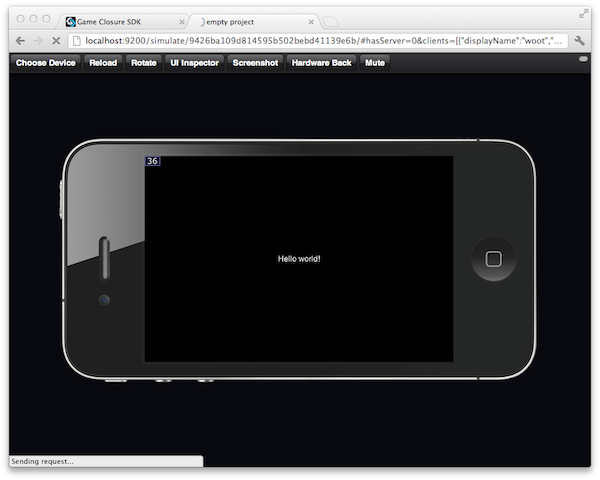 Game Closure SDK
empty project
localhost:9200/simulate/9426ba109d814595b502bebd41139e6b/#hasServer=0&clients=[{"displayName":"woot","...
Choose Device Reload Rotate UI Inspector Screenshot Hardware Back Mute
36
Hello world!
Sending request...